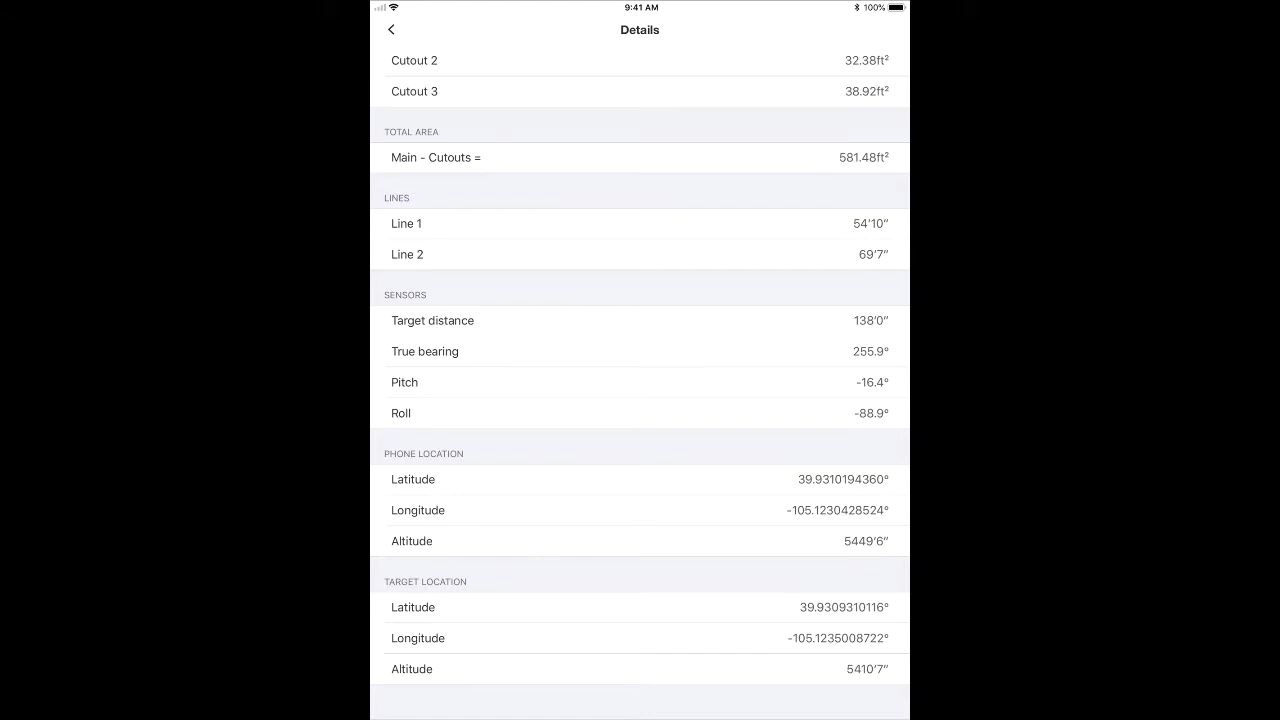 9:41 AM 100%
Details
Cutout 2 32.38ft²
Cutout 3 38.92ft²
TOTAL AREA
Main - Cutouts = 581.48ft²
LINES
Line 1 54'10"
Line 2 69'7"
SENSORS
Target distance 138'0"
True bearing 255.9°
Pitch -16.4°
Roll -88.9°
PHONE LOCATION
Latitude 39.9310194360°
Longitude -105.1230428524°
Altitude 5449'6"
TARGET LOCATION
Latitude 39.9309310116°
Longitude -105.1235008722°
Altitude 5410'7"